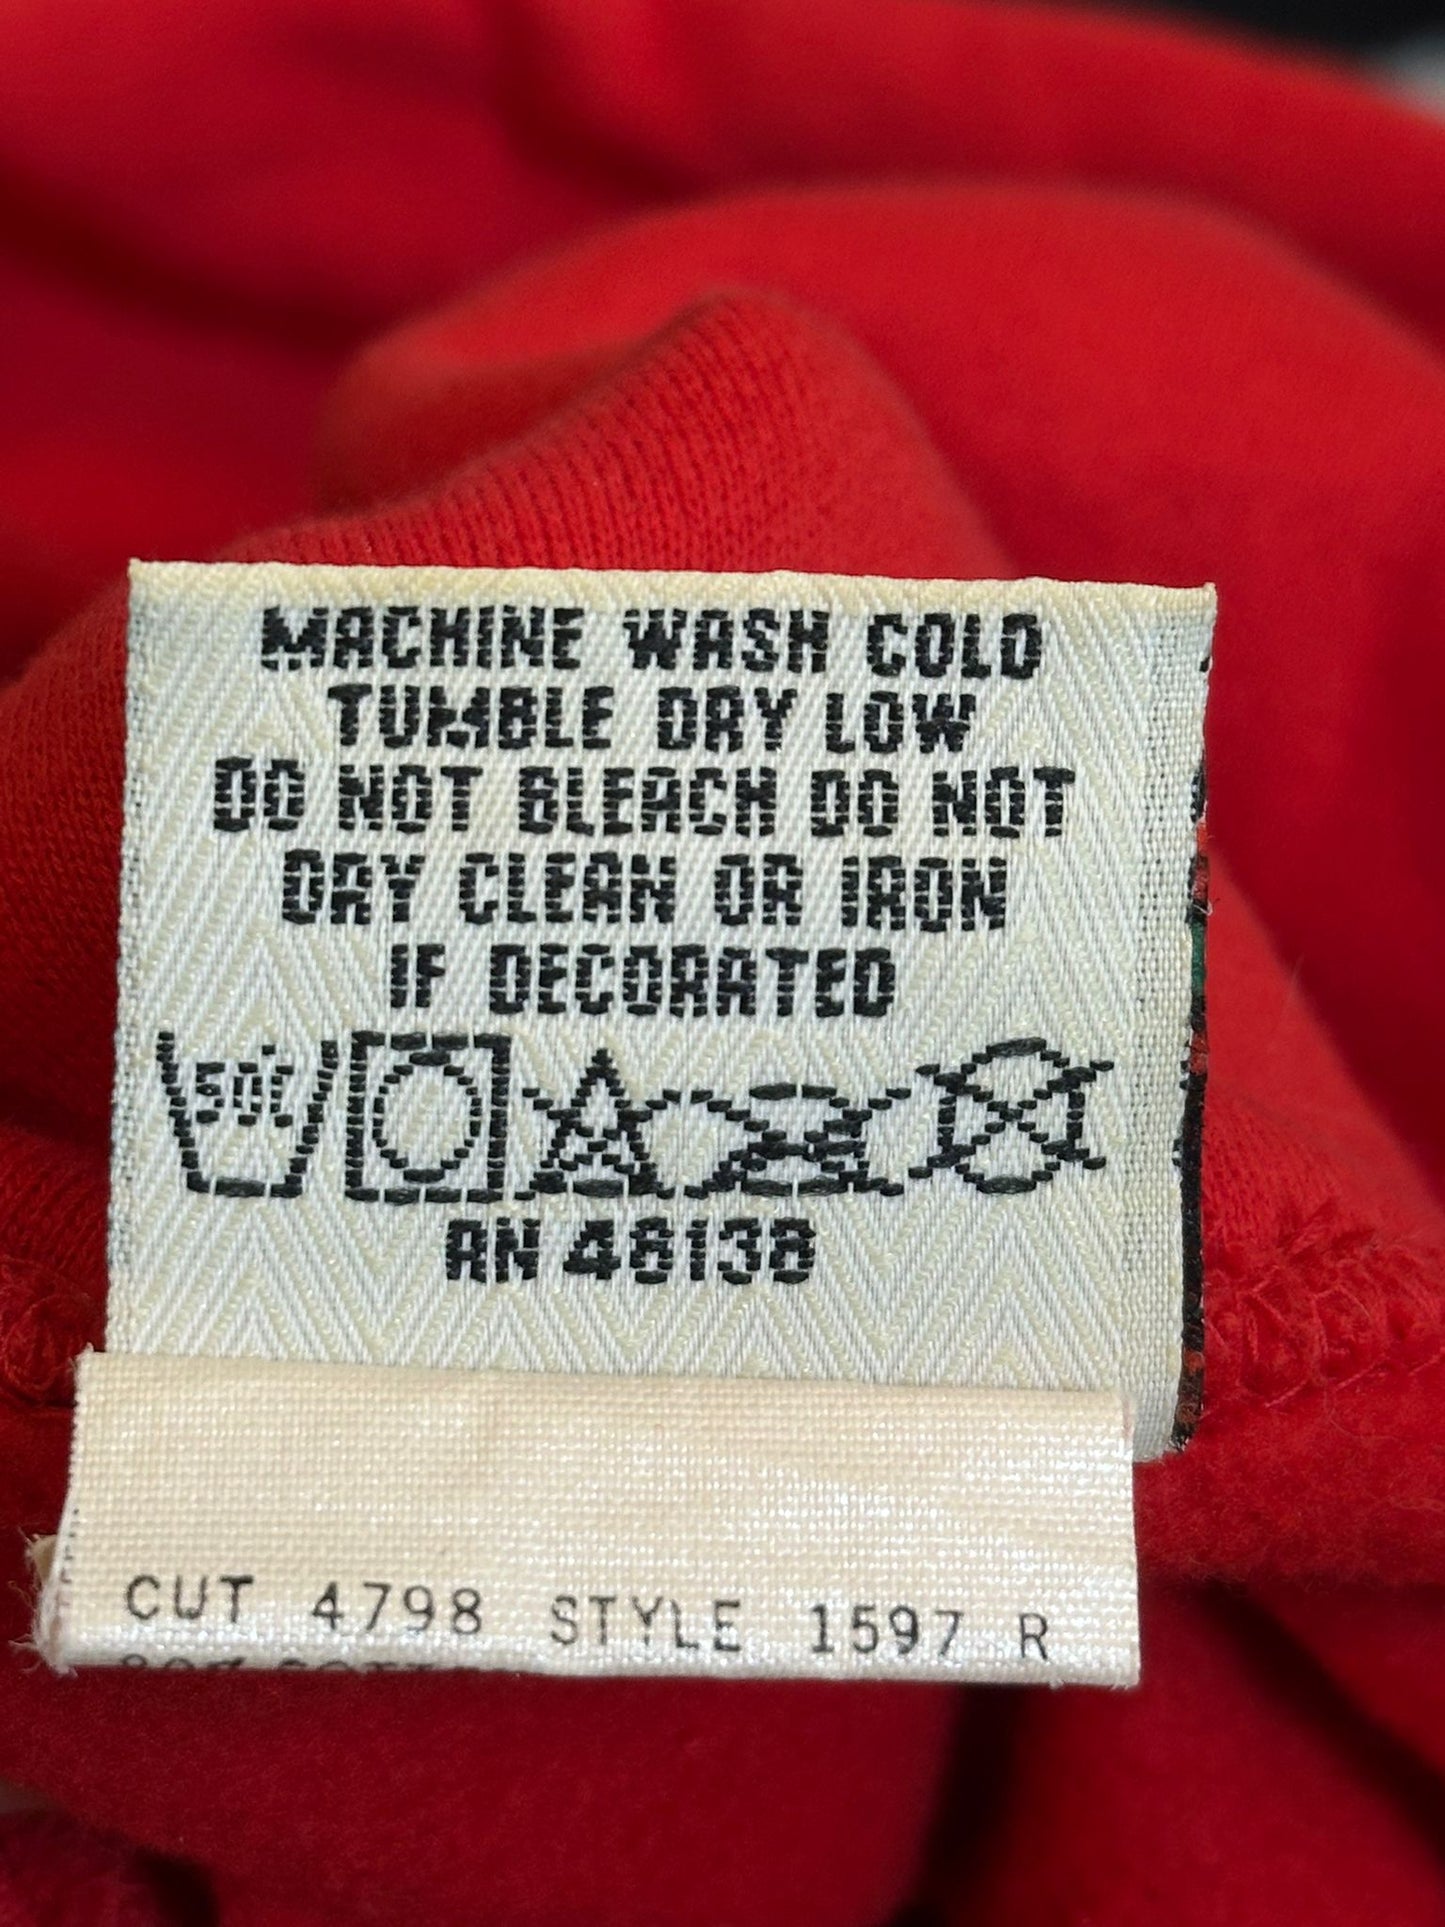 MACHINE WASH COLD
TUMBLE DRY LOW
DO NOT BLEACH DO NOT
DRY CLEAN OR IRON
IF DECORATED
50C
RN 46138
CUT 4798 STYLE 1597 R